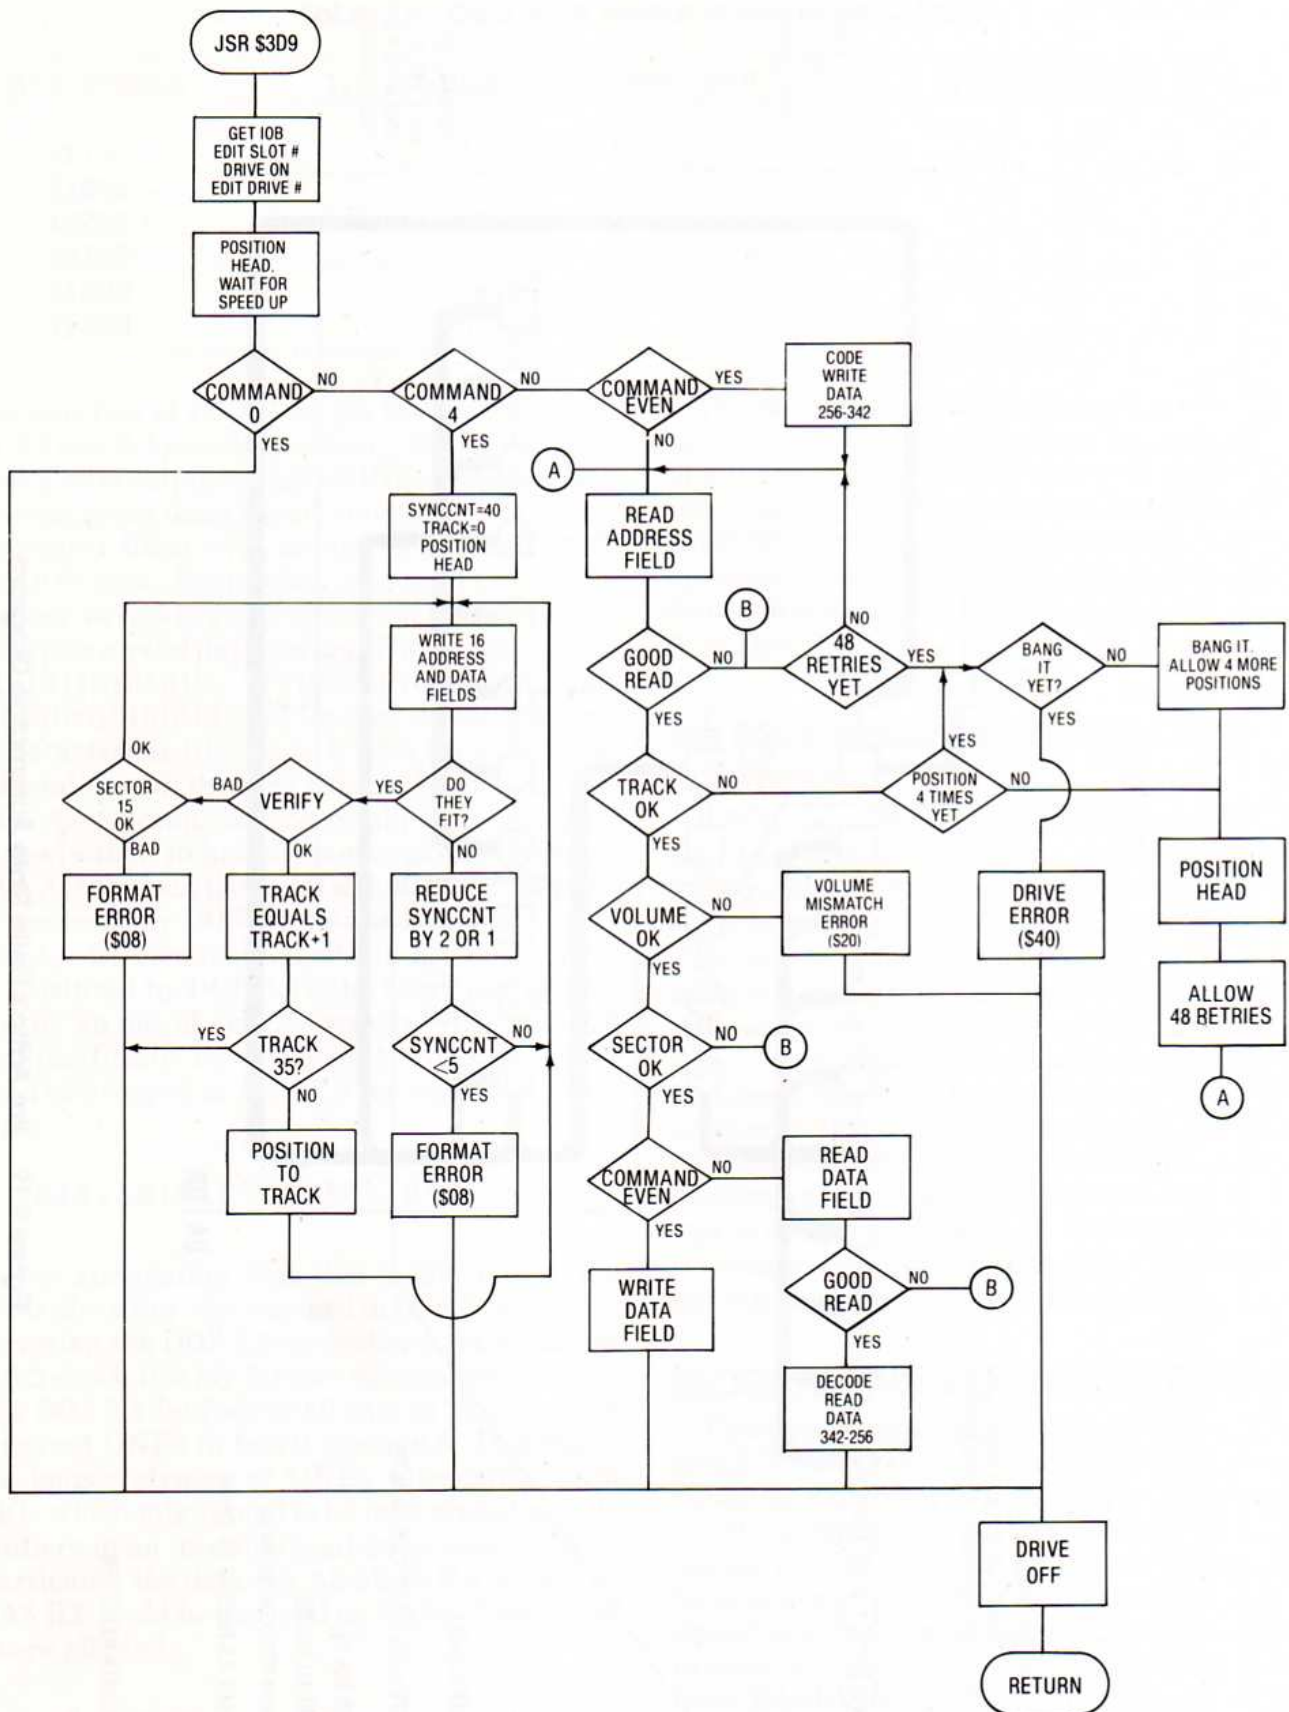 JSR $3D9
GET IOB
EDIT SLOT #
DRIVE ON
EDIT DRIVE #
POSITION
HEAD.
WAIT FOR
SPEED UP
COMMAND
0
NO
YES
COMMAND
4
NO
YES
COMMAND
EVEN
YES
NO
CODE
WRITE
DATA
256-342
A
SYNCCNT=40
TRACK=0
POSITION
HEAD
READ
ADDRESS
FIELD
B
WRITE 16
ADDRESS
AND DATA
FIELDS
GOOD
READ
NO
YES
NO
48
RETRIES
YET
YES
BANG
IT
YET?
NO
YES
BANG IT.
ALLOW 4 MORE
POSITIONS
OK
SECTOR
15
OK
BAD
BAD
VERIFY
OK
YES
DO
THEY
FIT?
NO
TRACK
OK
NO
YES
YES
POSITION
4 TIMES
YET
NO
FORMAT
ERROR
($08)
TRACK
EQUALS
TRACK+1
REDUCE
SYNCCNT
BY 2 OR 1
VOLUME
OK
NO
YES
VOLUME
MISMATCH
ERROR
($20)
DRIVE
ERROR
($40)
POSITION
HEAD
ALLOW
48 RETRIES
A
YES
TRACK
35?
NO
SYNCCNT
<5
NO
YES
SECTOR
OK
NO
B
YES
POSITION
TO
TRACK
FORMAT
ERROR
($08)
COMMAND
EVEN
NO
YES
READ
DATA
FIELD
WRITE
DATA
FIELD
GOOD
READ
NO
B
YES
DECODE
READ
DATA
342-256
DRIVE
OFF
RETURN